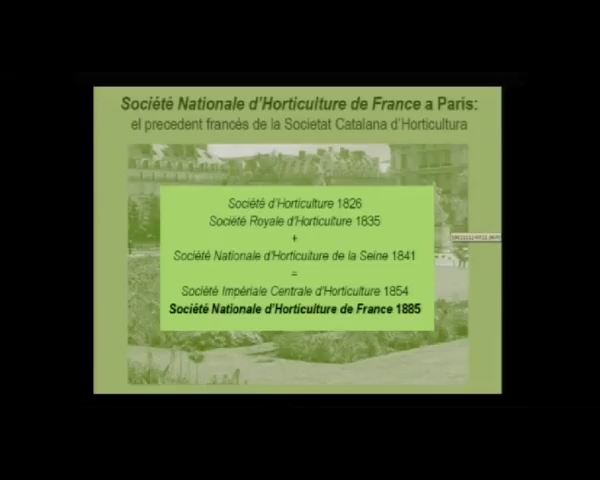 Société Nationale d'Horticulture de France a Paris:
el precedent francés de la Societat Catalana d'Horticultura
Société d'Horticulture 1826
Société Royale d'Horticulture 1835
+
Société Nationale d'Horticulture de la Seine 1841
=
Société Impériale Centrale d'Horticulture 1854
Société Nationale d'Horticulture de France 1885